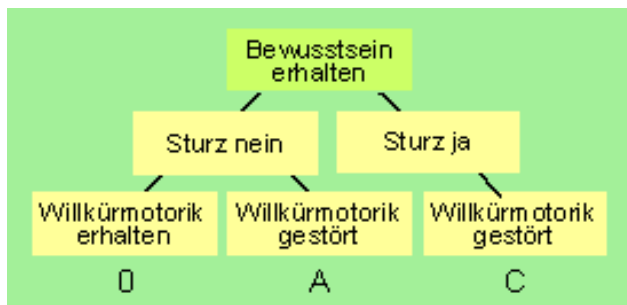 Bewusstsein
erhalten
Sturz nein
Sturz ja
Willkürmotorik
erhalten
Willkürmotorik
gestört
Willkürmotorik
gestört
0
A
C